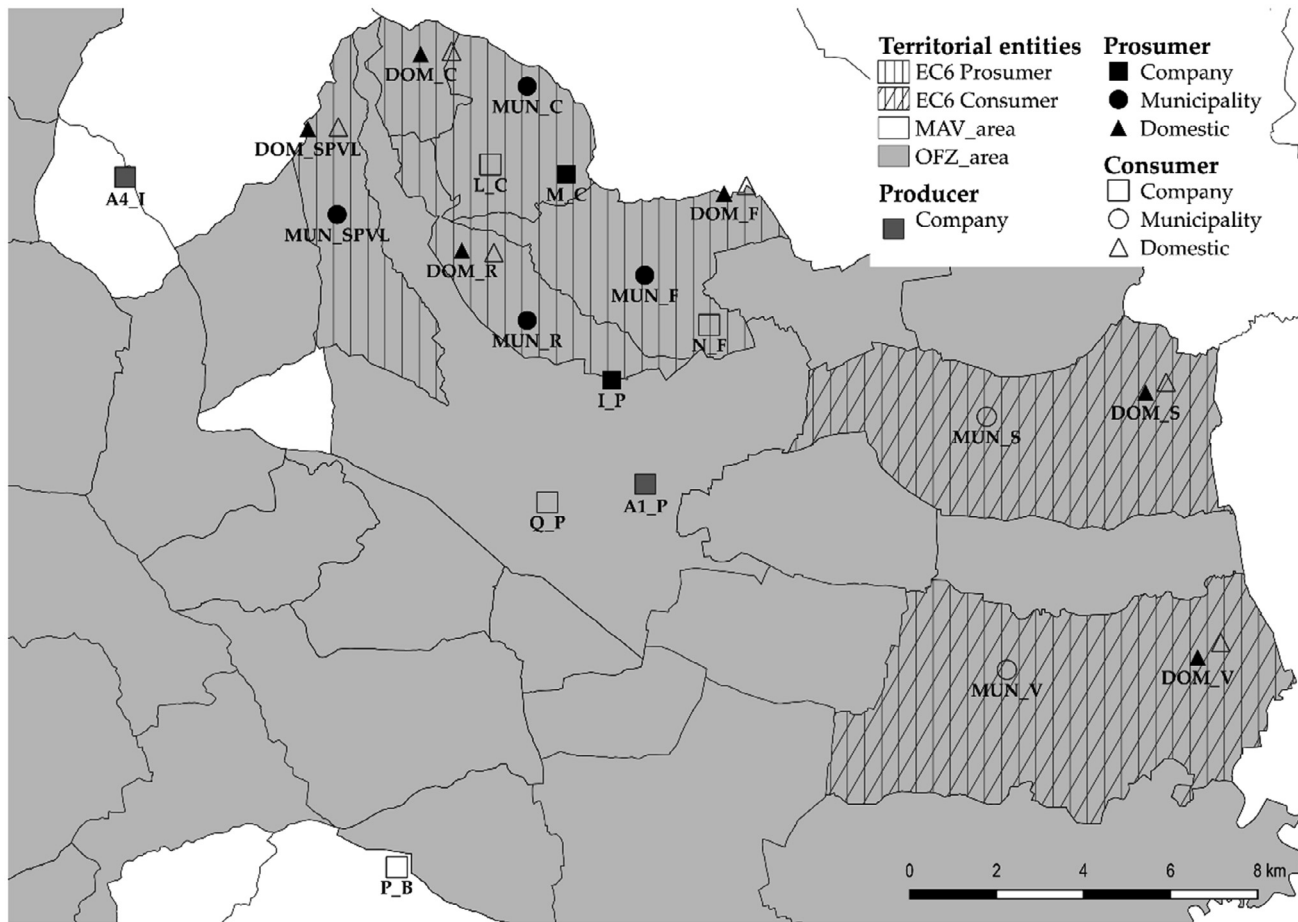 Territorial entities
EC6 Prosumer
EC6 Consumer
MAV_area
OFZ_area
Producer
Company
Prosumer
Company
Municipality
Domestic
Consumer
Company
Municipality
Domestic
DOM_C
MUN_C
DOM_SPVL
L_C
M_C
A4_I
DOM_F
MUN_SPVL
DOM_R
MUN_F
MUN_R
N_F
I_P
DOM_S
MUN_S
A1_P
Q_P
DOM_V
MUN_V
P_B
0 2 4 6 8 km